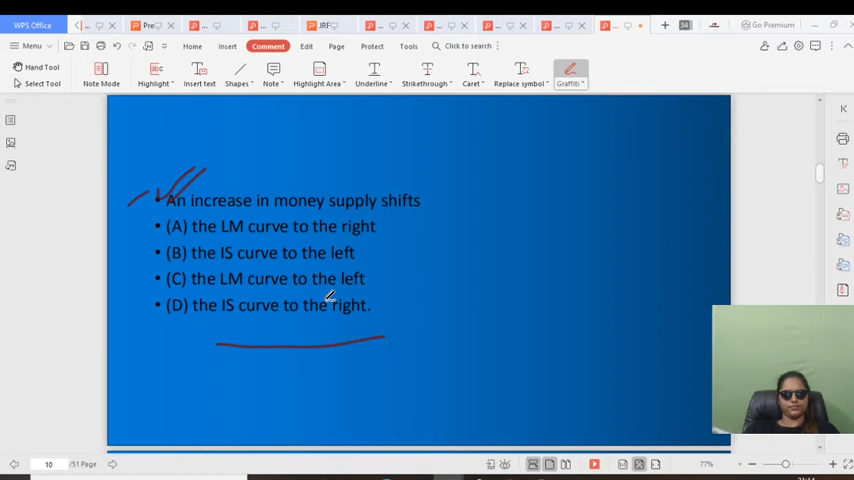 WPS Office
...
Pre
...
...
JRF
...
...
...
...
...
34
Go Premium
Menu
Home
Insert
Comment
Edit
Page
Protect
Tools
Click to search
Hand Tool
Select Tool
Note Mode
Highlight
Insert text
Shapes
Note
Highlight Area
Underline
Strikethrough
Caret
Replace symbol
Graffiti
• An increase in money supply shifts
• (A) the LM curve to the right
• (B) the IS curve to the left
• (C) the LM curve to the left
• (D) the IS curve to the right.
10 /51 Page
77%